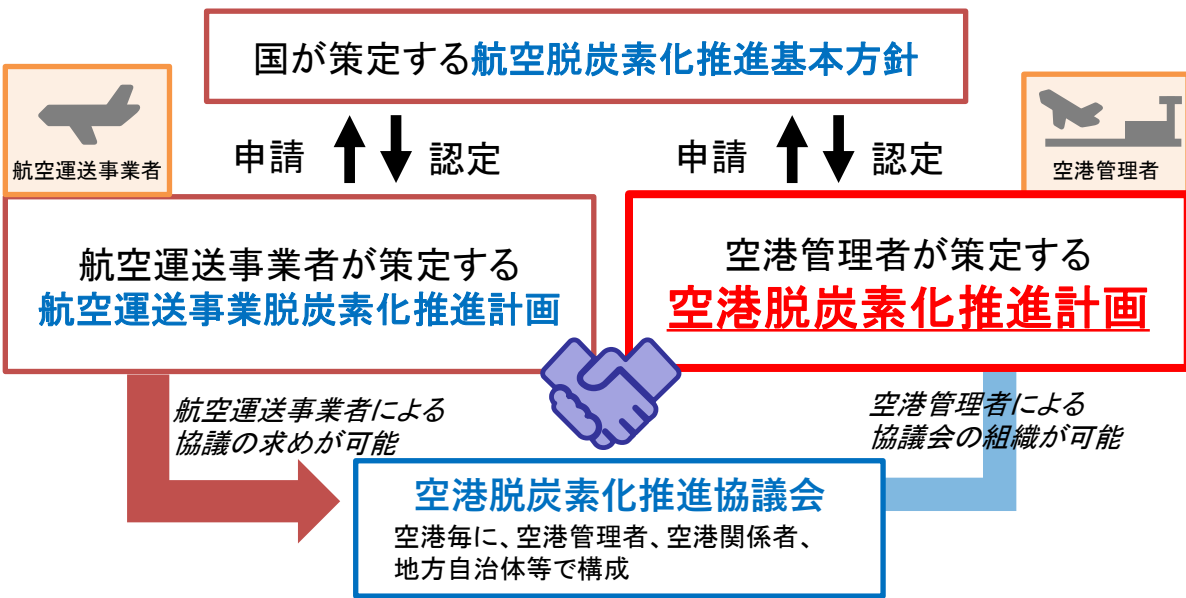 国が策定する航空脱炭素化推進基本方針
航空運送事業者
申請
認定
申請
認定
空港管理者
航空運送事業者が策定する
航空運送事業脱炭素化推進計画
空港管理者が策定する
空港脱炭素化推進計画
航空運送事業者による
協議の求めが可能
空港管理者による
協議会の組織が可能
空港脱炭素化推進協議会
空港毎に、空港管理者、空港関係者、
地方自治体等で構成